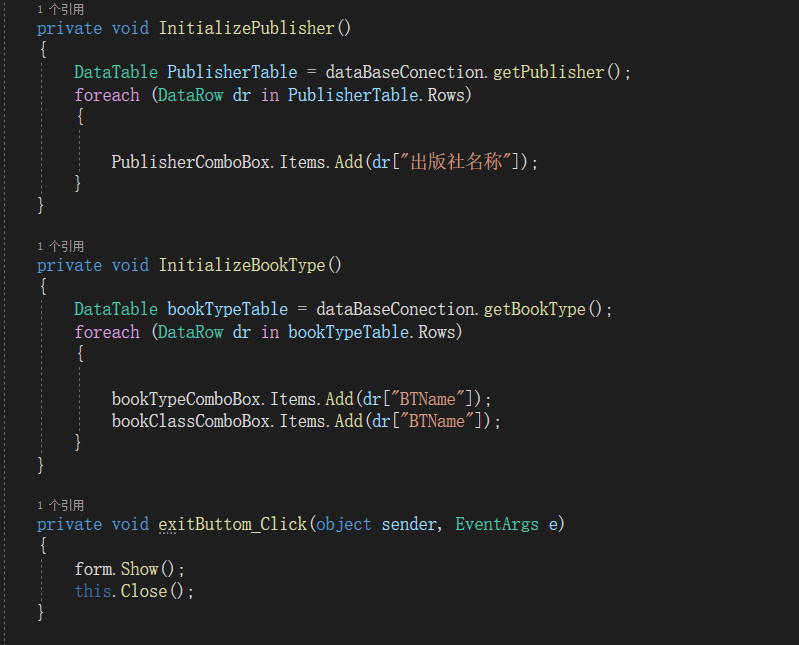 1 个引用
private void InitializePublisher()
{
DataTable PublisherTable = dataBaseConection.getPublisher();
foreach (DataRow dr in PublisherTable.Rows)
{
PublisherComboBox.Items.Add(dr["出版社名称"]);
}
}
1 个引用
private void InitializeBookType()
{
DataTable bookTypeTable = dataBaseConection.getBookType();
foreach (DataRow dr in bookTypeTable.Rows)
{
bookTypeComboBox.Items.Add(dr["BTName"]);
bookClassComboBox.Items.Add(dr["BTName"]);
}
}
1 个引用
private void exitButtom_Click(object sender, EventArgs e)
{
form.Show();
this.Close();
}